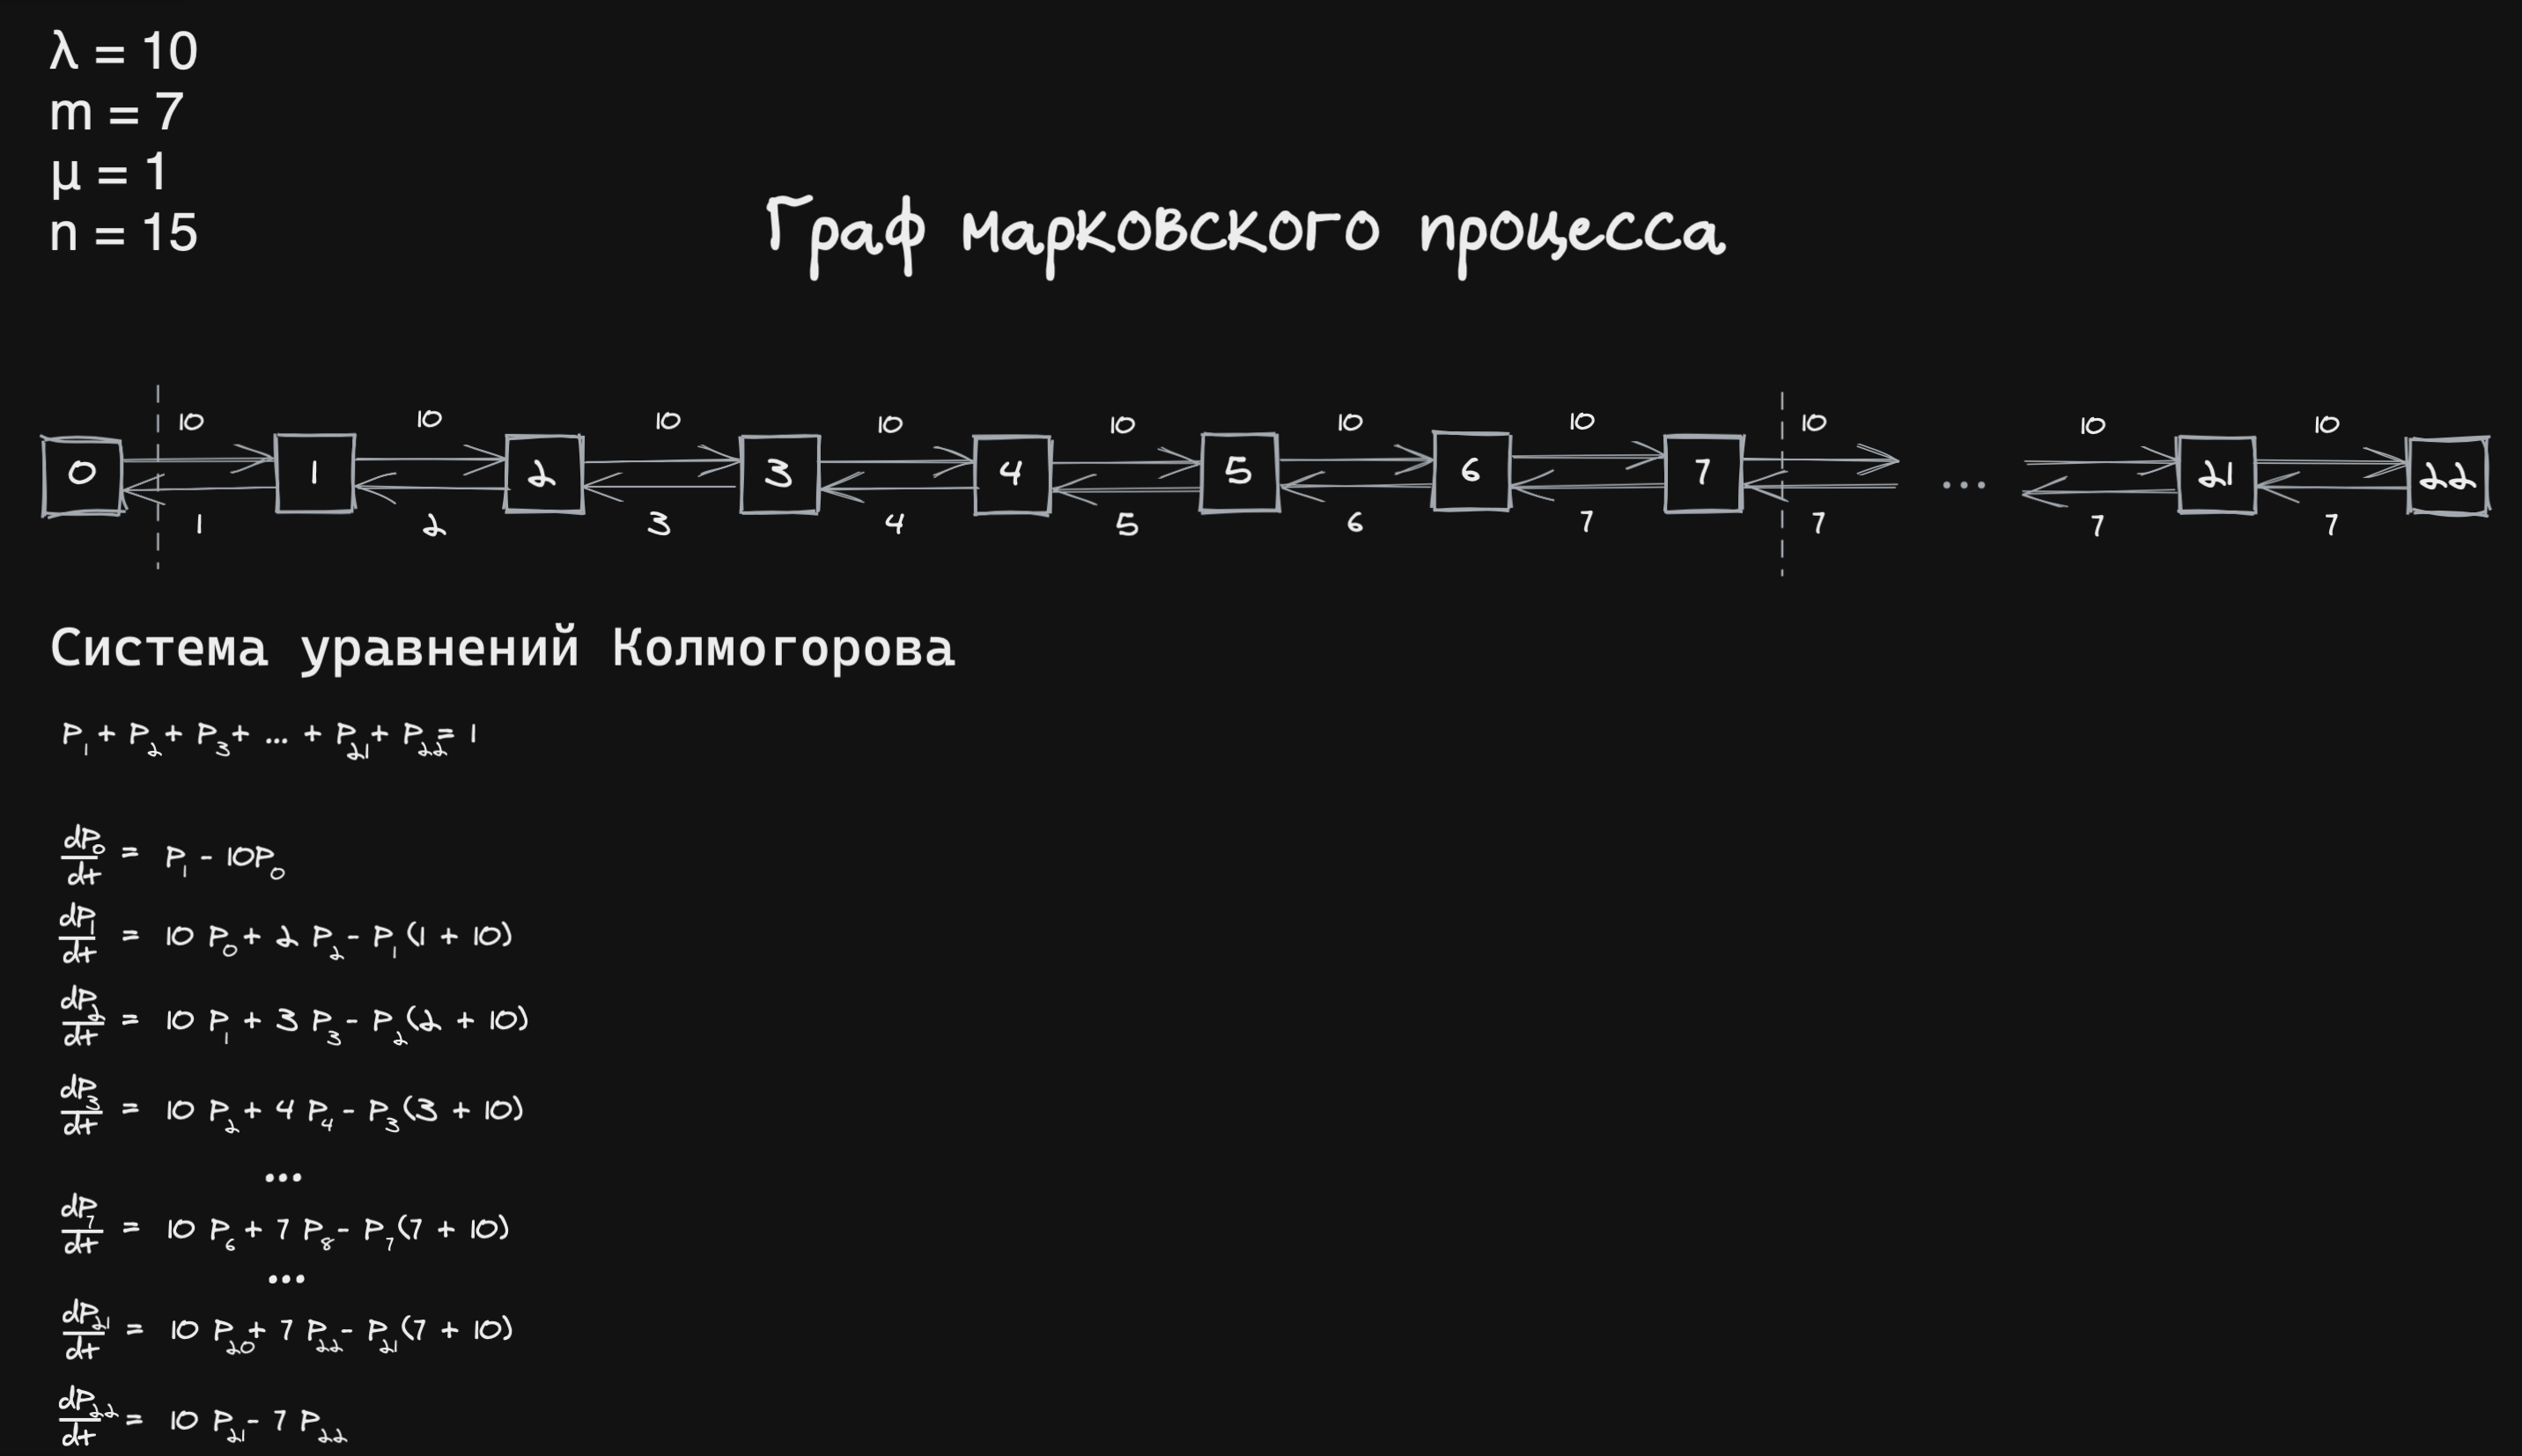 λ = 10
m = 7
μ = 1
n = 15
Граф марковского процесса
10 10 10 10 10 10 10 10 10 10
0 1 2 3 4 5 6 7 ... 21 22
1 2 3 4 5 6 7 7 7 7
Система уравнений Колмогорова
P₁ + P₂ + P₃ + ... + P₂₁ + P₂₂ = 1
dP₀/dt = P₁ - 10P₀
dP₁/dt = 10 P₀ + 2 P₂ - P₁(1 + 10)
dP₂/dt = 10 P₁ + 3 P₃ - P₂(2 + 10)
dP₃/dt = 10 P₂ + 4 P₄ - P₃(3 + 10)
...
dP₇/dt = 10 P₆ + 7 P₈ - P₇(7 + 10)
...
dP₂₁/dt = 10 P₂₀ + 7 P₂₂ - P₂₁(7 + 10)
dP₂₂/dt = 10 P₂₁ - 7 P₂₂